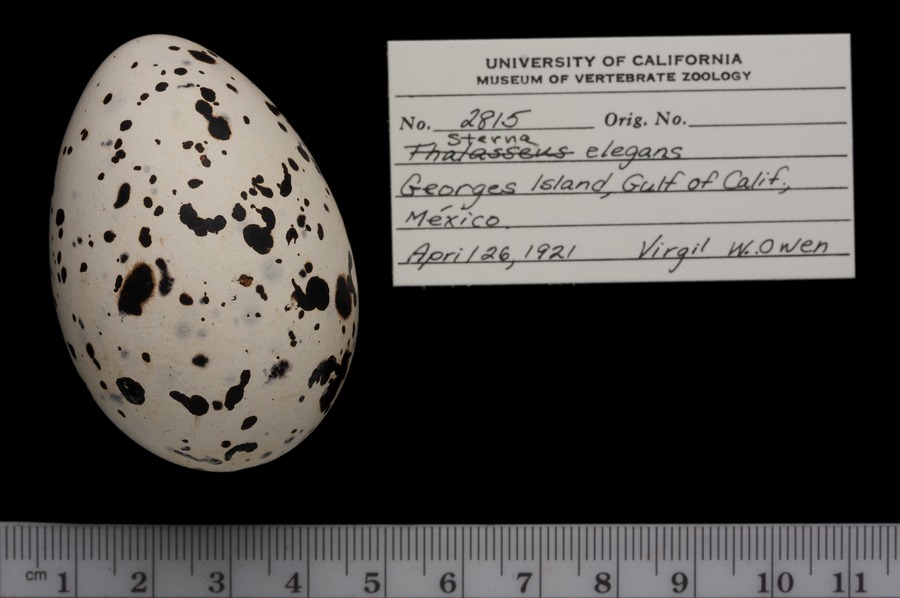 UNIVERSITY OF CALIFORNIA
MUSEUM OF VERTEBRATE ZOOLOGY
No. 2815 Orig. No.
Sterna
Thalasseus elegans
Georges Island, Gulf of Calif.,
México.
April 26, 1921 Virgil W. Owen
cm 1 2 3 4 5 6 7 8 9 10 11